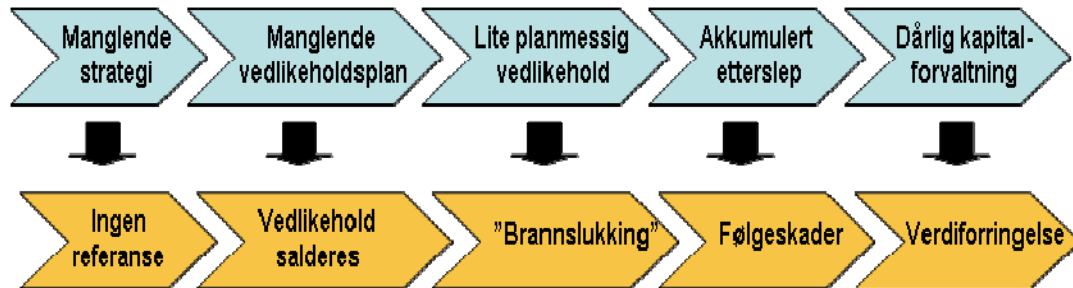 Manglende
strategi
Manglende
vedlikeholdsplan
Lite planmessig
vedlikehold
Akkumulert
etterslep
Dårlig kapital-
forvaltning
Ingen
referanse
Vedlikehold
salderes
”Brannslukking”
Følgeskader
Verdiforringelse